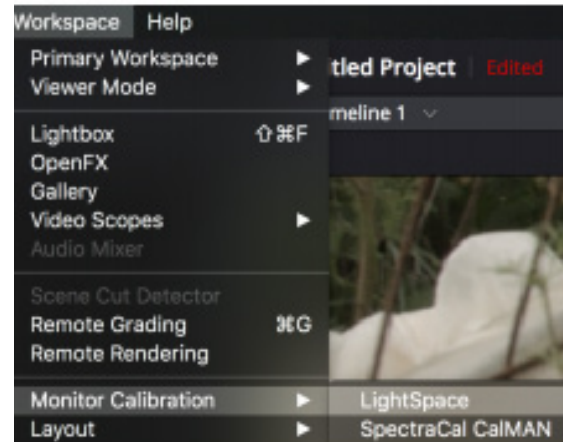 Workspace Help
Primary Workspace ▶ tled Project Edited
Viewer Mode ▶
meline 1
Lightbox ⇧⌘F
OpenFX
Gallery
Video Scopes ▶
Audio Mixer
Scene Cut Detector
Remote Grading ⌘G
Remote Rendering
Monitor Calibration ▶ LightSpace
Layout ▶ SpectraCal CalMAN